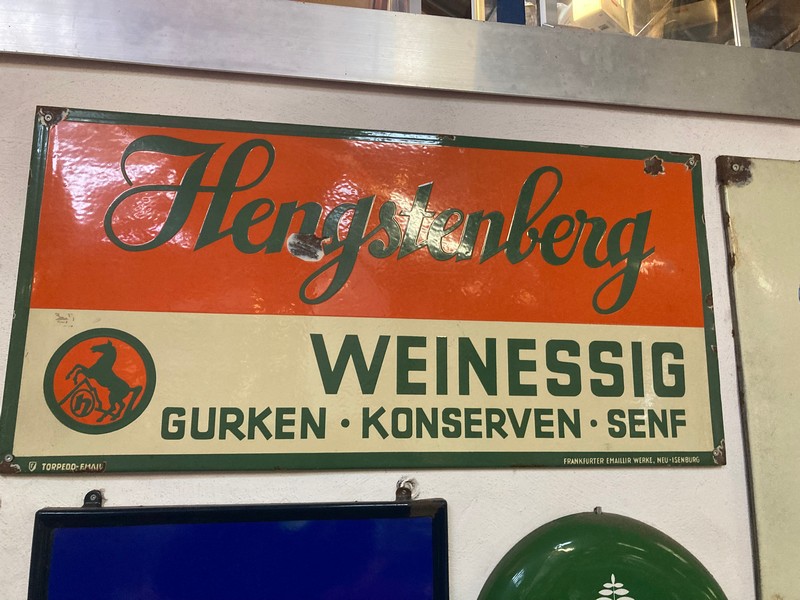 Hengstenberg
WEINESSIG
GURKEN · KONSERVEN · SENF
TORPEDO-EMAIL
FRANKFURTER EMAILLIR WERKE, NEU-ISENBURG